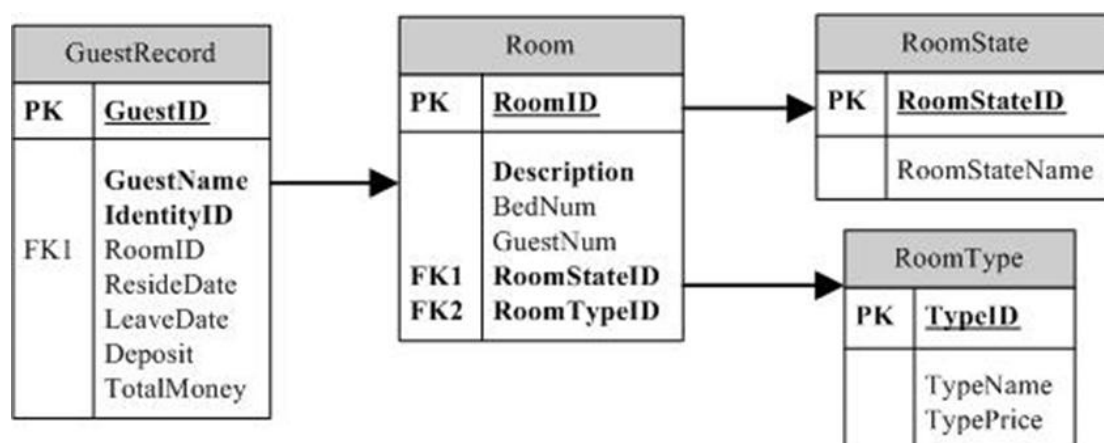 GuestRecord
PK GuestID
GuestName
IdentityID
FK1 RoomID
ResideDate
LeaveDate
Deposit
TotalMoney
Room
PK RoomID
Description
BedNum
GuestNum
FK1 RoomStateID
FK2 RoomTypeID
RoomState
PK RoomStateID
RoomStateName
RoomType
PK TypeID
TypeName
TypePrice